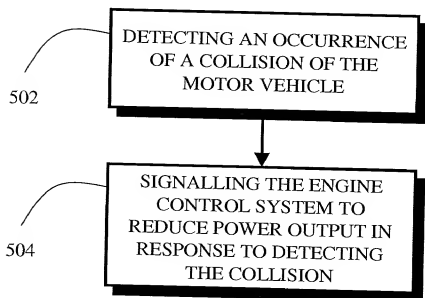 DETECTING AN OCCURRENCE
OF A COLLISION OF THE
MOTOR VEHICLE
502
SIGNALLING THE ENGINE
CONTROL SYSTEM TO
REDUCE POWER OUTPUT IN
RESPONSE TO DETECTING
THE COLLISION
504